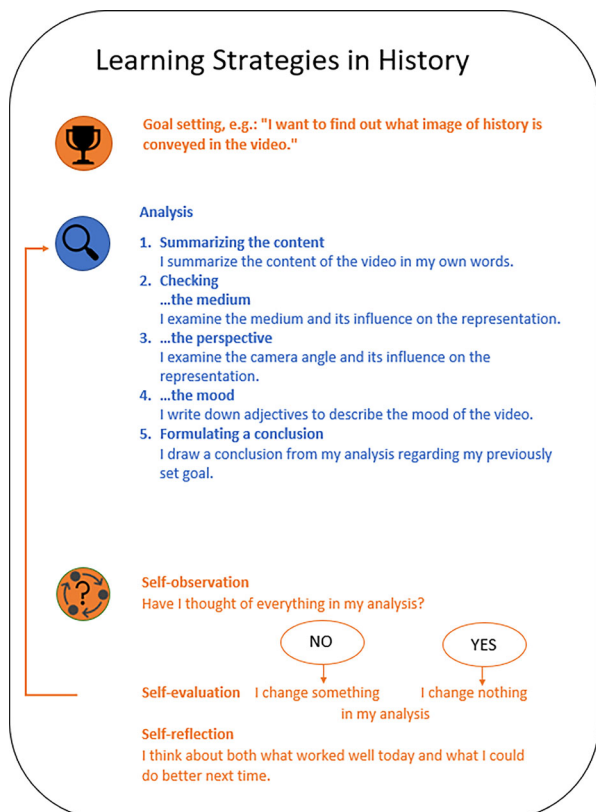 Learning Strategies in History
Goal setting, e.g.: "I want to find out what image of history is
conveyed in the video."
Analysis
1. Summarizing the content
I summarize the content of the video in my own words.
2. Checking
...the medium
I examine the medium and its influence on the representation.
3. ...the perspective
I examine the camera angle and its influence on the
representation.
4. ...the mood
I write down adjectives to describe the mood of the video.
5. Formulating a conclusion
I draw a conclusion from my analysis regarding my previously
set goal.
?
Self-observation
Have I thought of everything in my analysis?
NO YES
Self-evaluation I change something I change nothing
in my analysis
Self-reflection
I think about both what worked well today and what I could
do better next time.